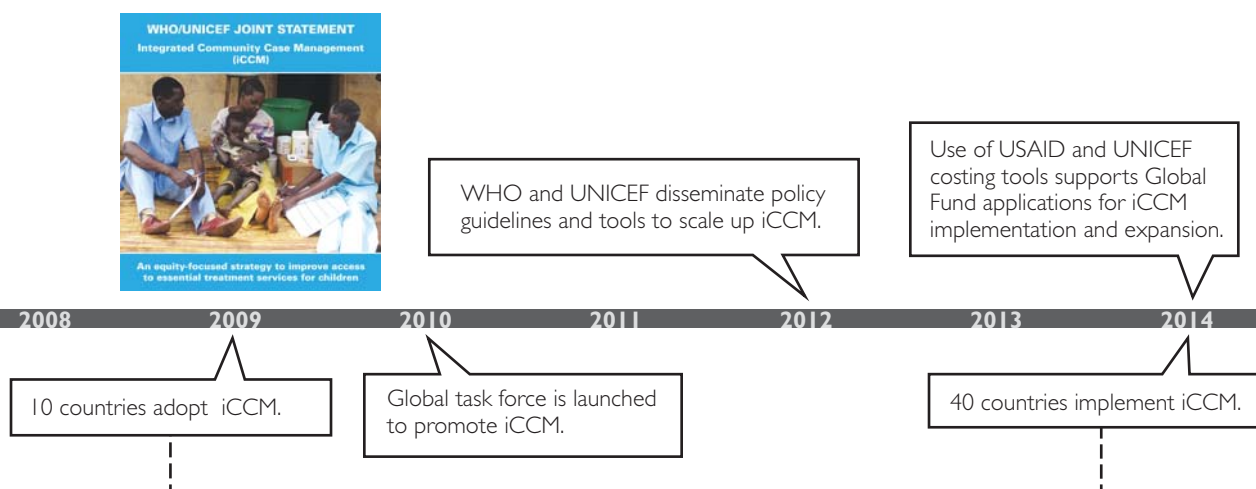 WHO/UNICEF JOINT STATEMENT
Integrated Community Case Management
(iCCM)
An equity-focused strategy to improve access
to essential treatment services for children
WHO and UNICEF disseminate policy
guidelines and tools to scale up iCCM.
Use of USAID and UNICEF
costing tools supports Global
Fund applications for iCCM
implementation and expansion.
2008 2009 2010 2011 2012 2013 2014
10 countries adopt iCCM.
Global task force is launched
to promote iCCM.
40 countries implement iCCM.